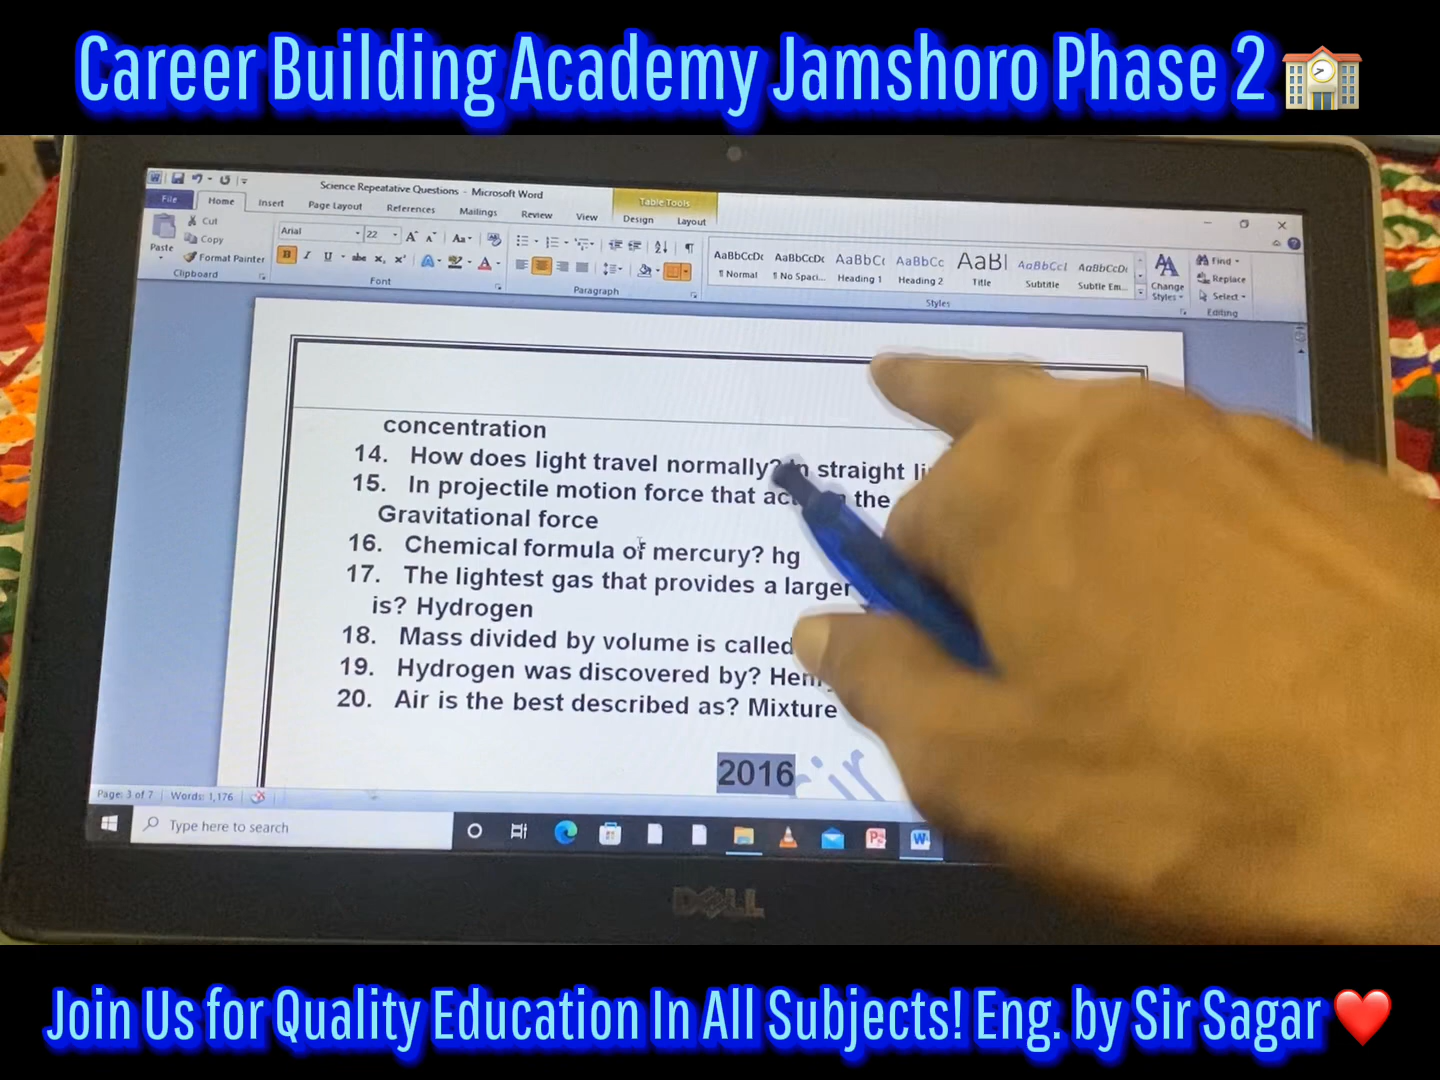 Career Building Academy Jamshoro Phase 2
Science Repeatative Questions - Microsoft Word
Table Tools
File Home Insert Page Layout References Mailings Review View Design Layout
Cut
Copy
Format Painter
Paste
Clipboard
Arial 22
Font
Paragraph
AaBbCcDc AaBbCcDc AaBbCc AaBbCc AaBl AaBbCcl AaBbCcDc
¶ Normal ¶ No Spaci... Heading 1 Heading 2 Title Subtitle Subtle Em...
Styles
Change Styles
Find
Replace
Select
Editing
concentration
14. How does light travel normally? In straight
15. In projectile motion force that the
Gravitational force
16. Chemical formula of mercury? hg
17. The lightest gas that provides a larger
is? Hydrogen
18. Mass divided by volume is called
19. Hydrogen was discovered by?
20. Air is the best described as? Mixture
2016
Sir
Page: 3 of 7 Words: 1,176
Type here to search
DELL
Join Us for Quality Education In All Subjects! Eng. by Sir Sagar